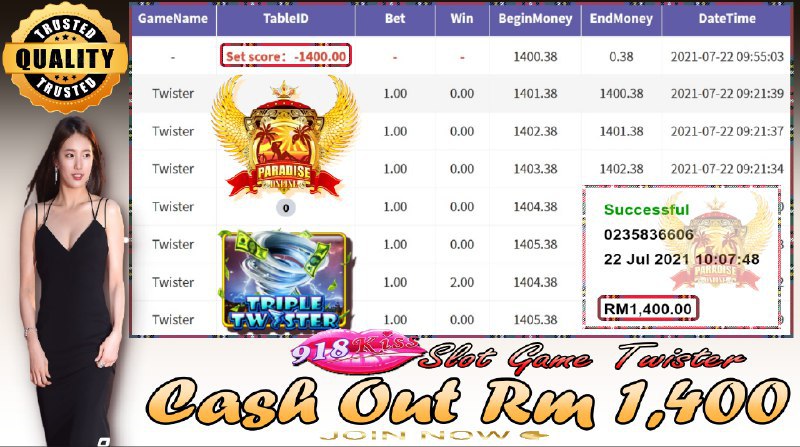 TRUSTED
QUALITY
TRUSTED
GameName TableID Bet Win BeginMoney EndMoney DateTime
- Set score: -1400.00 - - 1400.38 0.38 2021-07-22 09:55:03
Twister 1.00 0.00 1401.38 1400.38 2021-07-22 09:21:39
Twister 1.00 0.00 1402.38 1401.38 2021-07-22 09:21:37
Twister 1.00 0.00 1403.38 1402.38 2021-07-22 09:21:34
Twister 0 1.00 0.00 1404.38
Twister 1.00 0.00 1405.38
Twister 1.00 2.00 1404.38
Twister 1.00 0.00 1405.38
PARADISE
ONLINE
TRIPLE
TWISTER
Successful
0235836606
22 Jul 2021 10:07:48
RM1,400.00
PARADISE
918Kiss Slot Game Twister
Cash Out Rm 1,400
JOIN NOW